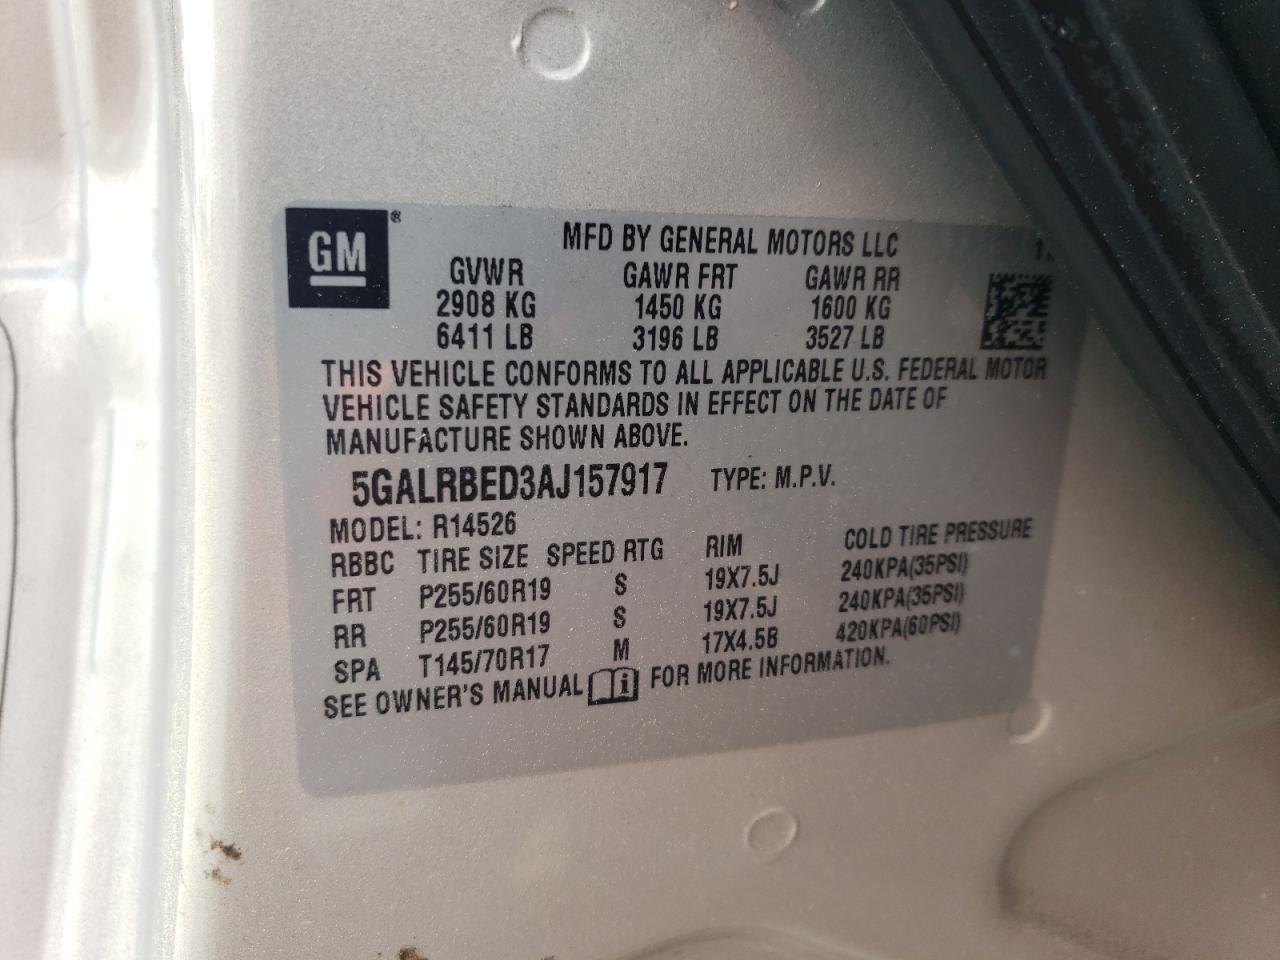 GM ®
MFD BY GENERAL MOTORS LLC
GVWR GAWR FRT GAWR RR
2908 KG 1450 KG 1600 KG
6411 LB 3196 LB 3527 LB
THIS VEHICLE CONFORMS TO ALL APPLICABLE U.S. FEDERAL MOTOR
VEHICLE SAFETY STANDARDS IN EFFECT ON THE DATE OF
MANUFACTURE SHOWN ABOVE.
5GALRBED3AJ157917 TYPE: M.P.V.
MODEL: R14526
RBBC TIRE SIZE SPEED RTG RIM COLD TIRE PRESSURE
FRT P255/60R19 S 19X7.5J 240KPA(35PSI)
RR P255/60R19 S 19X7.5J 240KPA(35PSI)
SPA T145/70R17 M 17X4.5B 420KPA(60PSI)
SEE OWNER'S MANUAL i FOR MORE INFORMATION.